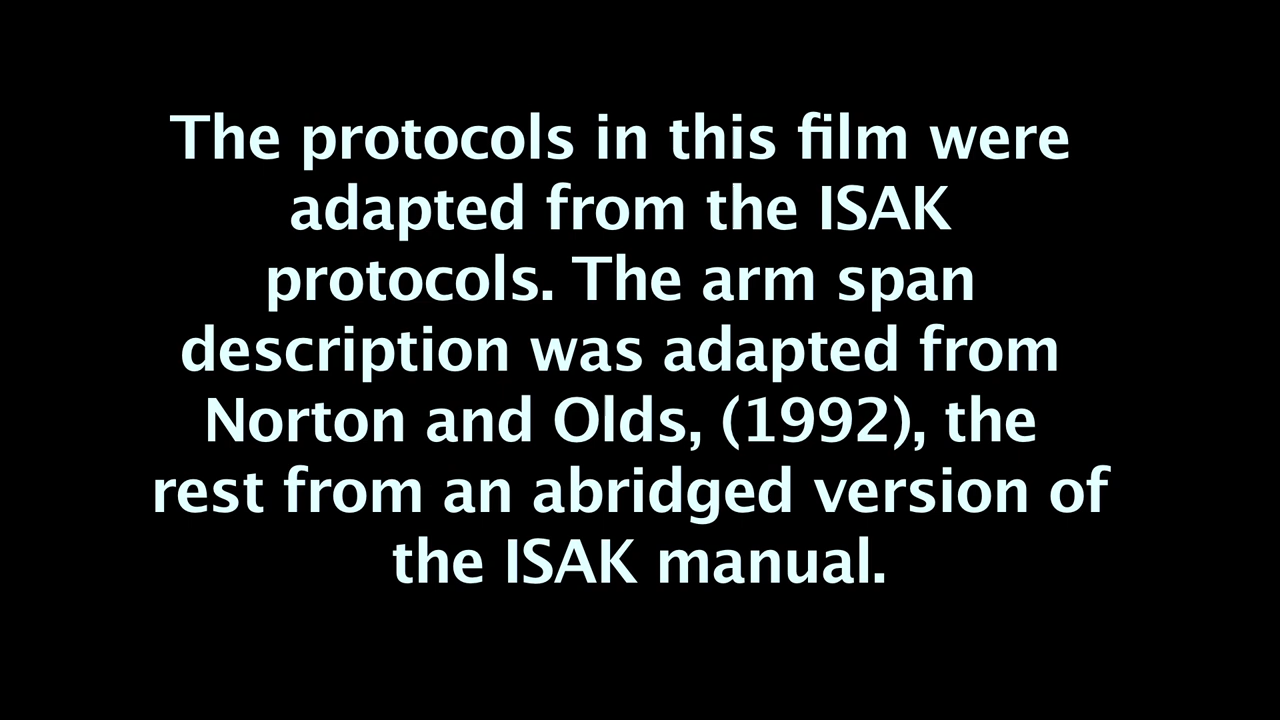 The protocols in this film were
adapted from the ISAK
protocols. The arm span
description was adapted from
Norton and Olds, (1992), the
rest from an abridged version of
the ISAK manual.